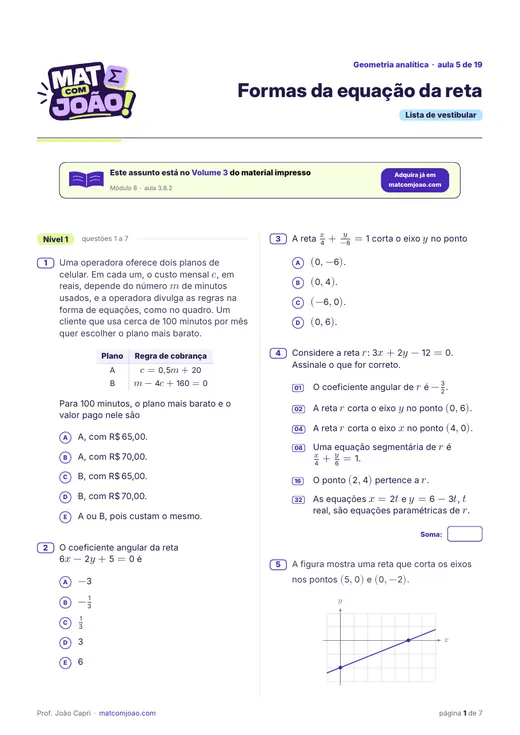 MAT Σ
COM
JOÃO!
Geometria analítica · aula 5 de 19
Formas da equação da reta
Lista de vestibular
Este assunto está no Volume 3 do material impresso
Módulo 8 · aula 3.8.2
Adquira já em
matcomjoao.com
Nível 1 questões 1 a 7
1 Uma operadora oferece dois planos de
celular. Em cada um, o custo mensal c, em
reais, depende do número m de minutos
usados, e a operadora divulga as regras na
forma de equações, como no quadro. Um
cliente que usa cerca de 100 minutos por mês
quer escolher o plano mais barato.
Plano Regra de cobrança
A c = 0,5m + 20
B m − 4c + 160 = 0
Para 100 minutos, o plano mais barato e o
valor pago nele são
A A, com R$ 65,00.
B A, com R$ 70,00.
C B, com R$ 65,00.
D B, com R$ 70,00.
E A ou B, pois custam o mesmo.
2 O coeficiente angular da reta
6x − 2y + 5 = 0 é
A −3
B −1/3
C 1/3
D 3
E 6
3 A reta x/4 + y/−6 = 1 corta o eixo y no ponto
A (0, −6).
B (0, 4).
C (−6, 0).
D (0, 6).
4 Considere a reta r: 3x + 2y − 12 = 0.
Assinale o que for correto.
01 O coeficiente angular de r é −3/2.
02 A reta r corta o eixo y no ponto (0, 6).
04 A reta r corta o eixo x no ponto (4, 0).
08 Uma equação segmentária de r é
x/4 + y/6 = 1.
16 O ponto (2, 4) pertence a r.
32 As equações x = 2t e y = 6 − 3t, t
real, são equações paramétricas de r.
Soma:
5 A figura mostra uma reta que corta os eixos
nos pontos (5, 0) e (0, −2).
y
x
Prof. João Capri · matcomjoao.com
página 1 de 7